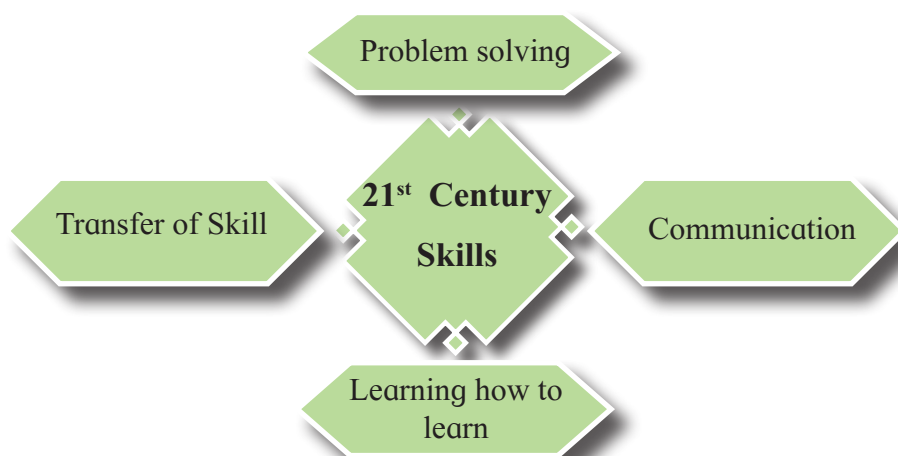 Problem solving
21st Century
Skills
Transfer of Skill
Communication
Learning how to
learn